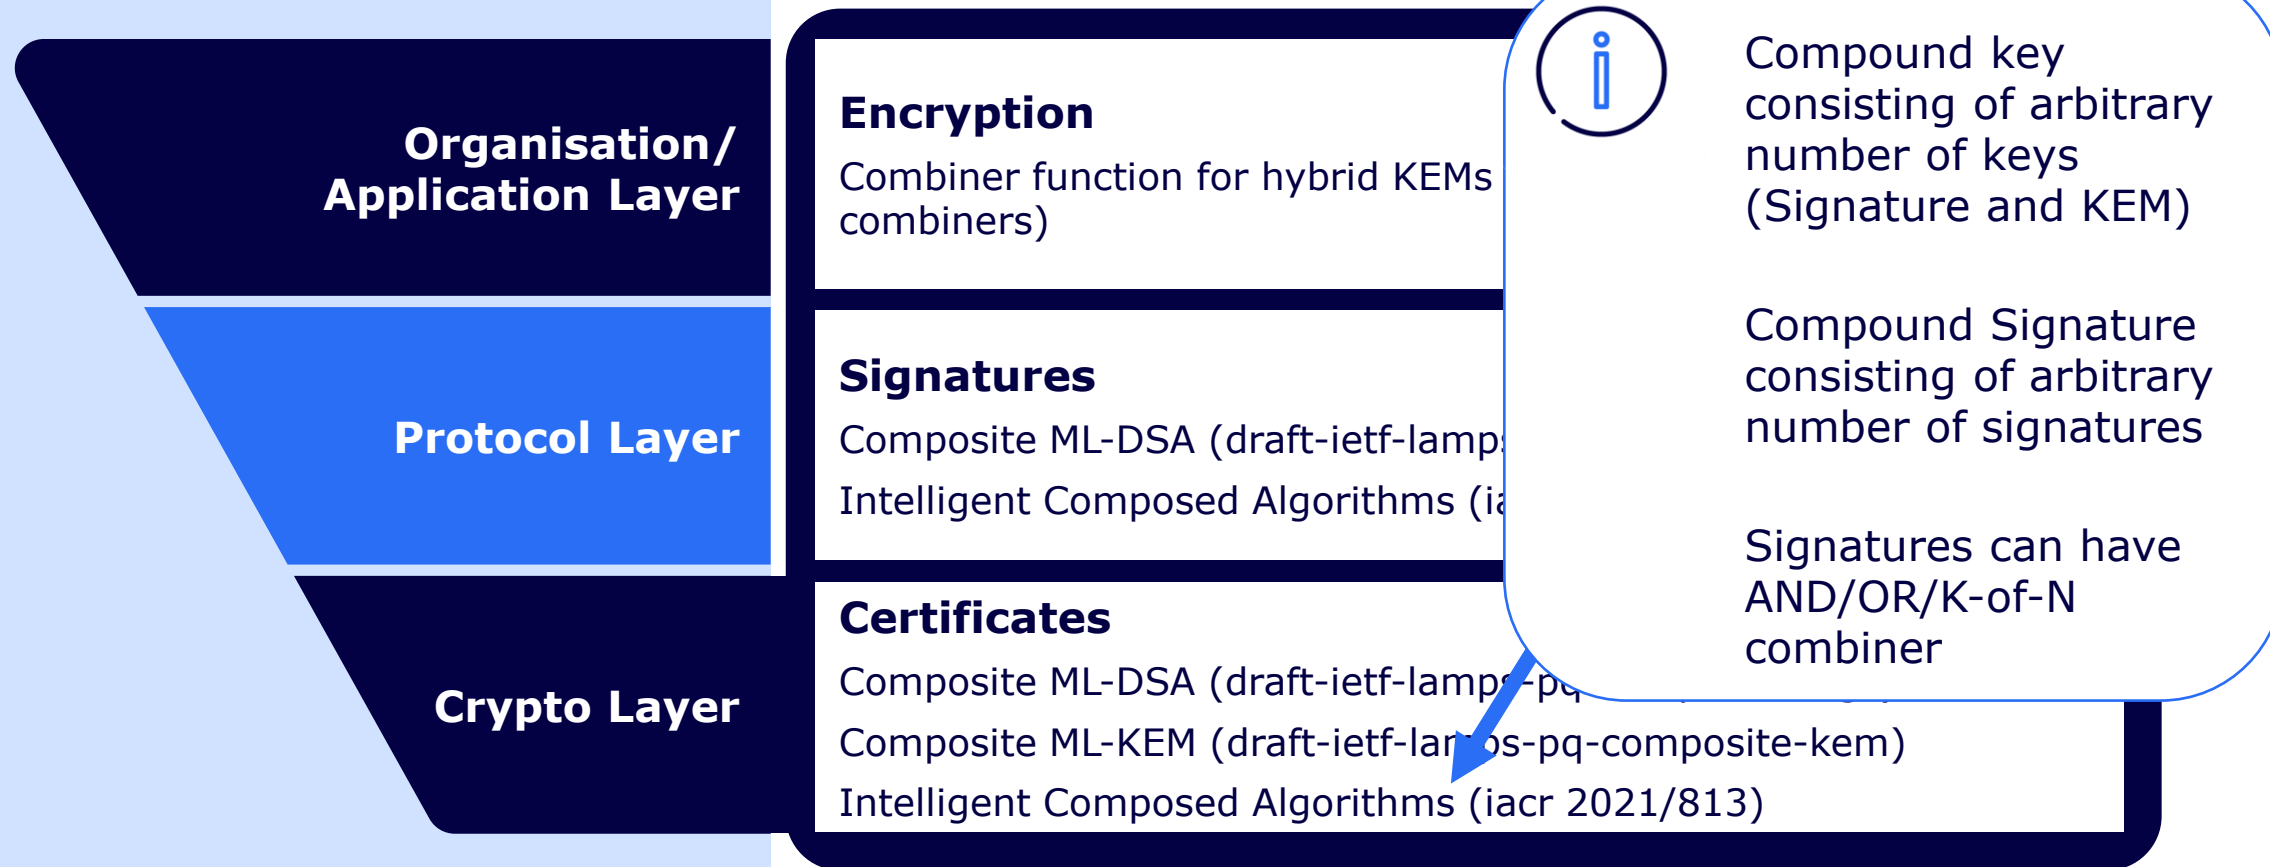 Organisation/
Application Layer
Protocol Layer
Crypto Layer
Encryption
Combiner function for hybrid KEMs
combiners)
Signatures
Composite ML-DSA (draft-ietf-lamps
Intelligent Composed Algorithms
Certificates
Composite ML-DSA (draft-ietf-lamps-pq
Composite ML-KEM (draft-ietf-lamps-pq-composite-kem)
Intelligent Composed Algorithms (iacr 2021/813)
Compound key
consisting of arbitrary
number of keys
(Signature and KEM)
Compound Signature
consisting of arbitrary
number of signatures
Signatures can have
AND/OR/K-of-N
combiner